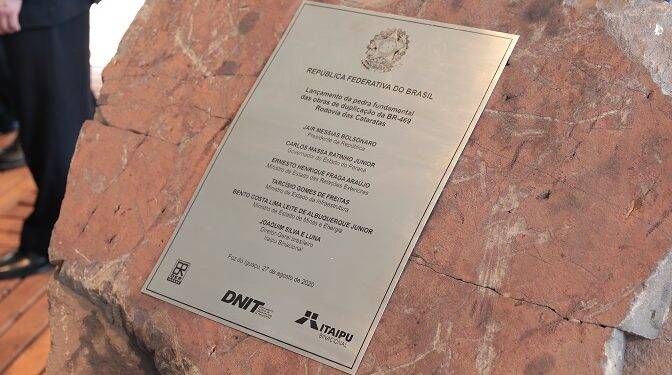 REPÚBLICA FEDERATIVA DO BRASIL
Lançamento da pedra fundamental
das obras de duplicação da BR-469
Rodovia das Cataratas
JAIR MESSIAS BOLSONARO
Presidente da República
CARLOS MASSA RATINHO JUNIOR
Governador do Estado do Paraná
ERNESTO HENRIQUE FRAGA ARAÚJO
Ministro de Estado das Relações Exteriores
TARCÍSIO GOMES DE FREITAS
Ministro de Estado da Infraestrutura
BENTO COSTA LIMA LEITE DE ALBUQUERQUE JUNIOR
Ministro de Estado de Minas e Energia
JOAQUIM SILVA E LUNA
Diretor-Geral brasileiro
Itaipu Binacional
Foz do Iguaçu, 27 de agosto de 2020
DNIT
ITAIPU
BINACIONAL